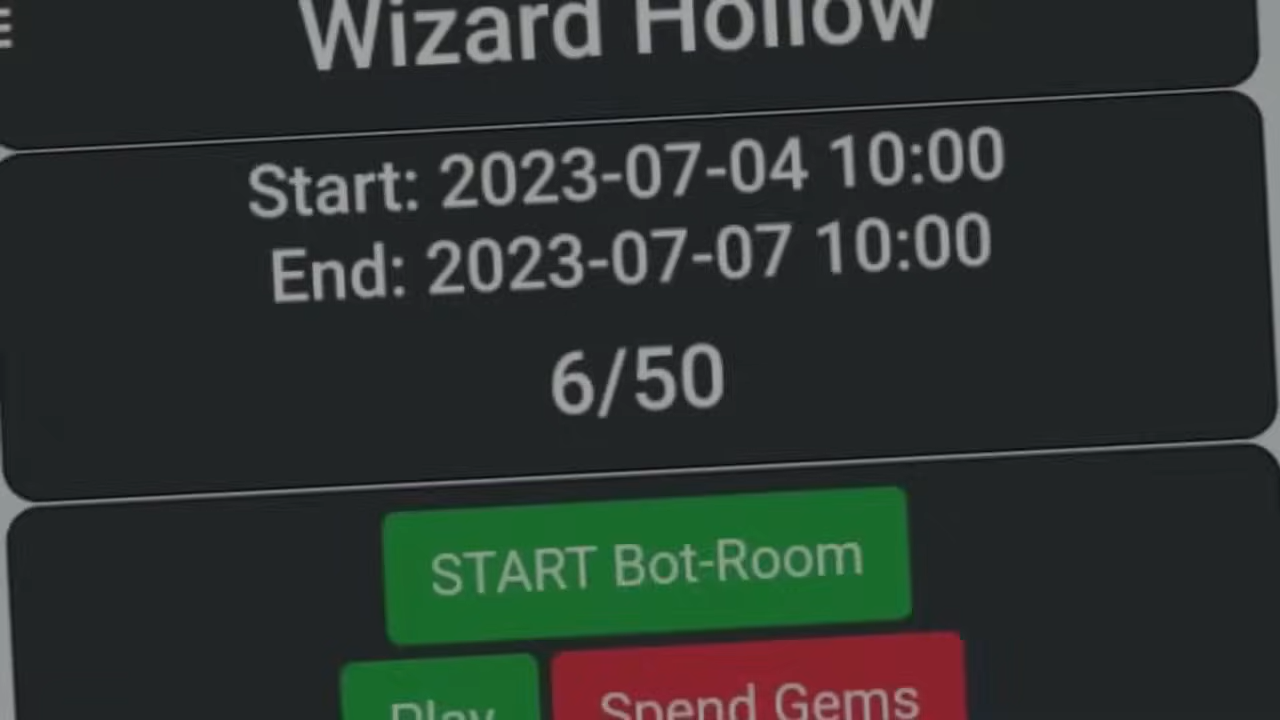 Wizard Hollow
Start: 2023-07-04 10:00
End: 2023-07-07 10:00
6/50
START Bot-Room
Play
Spend Gems